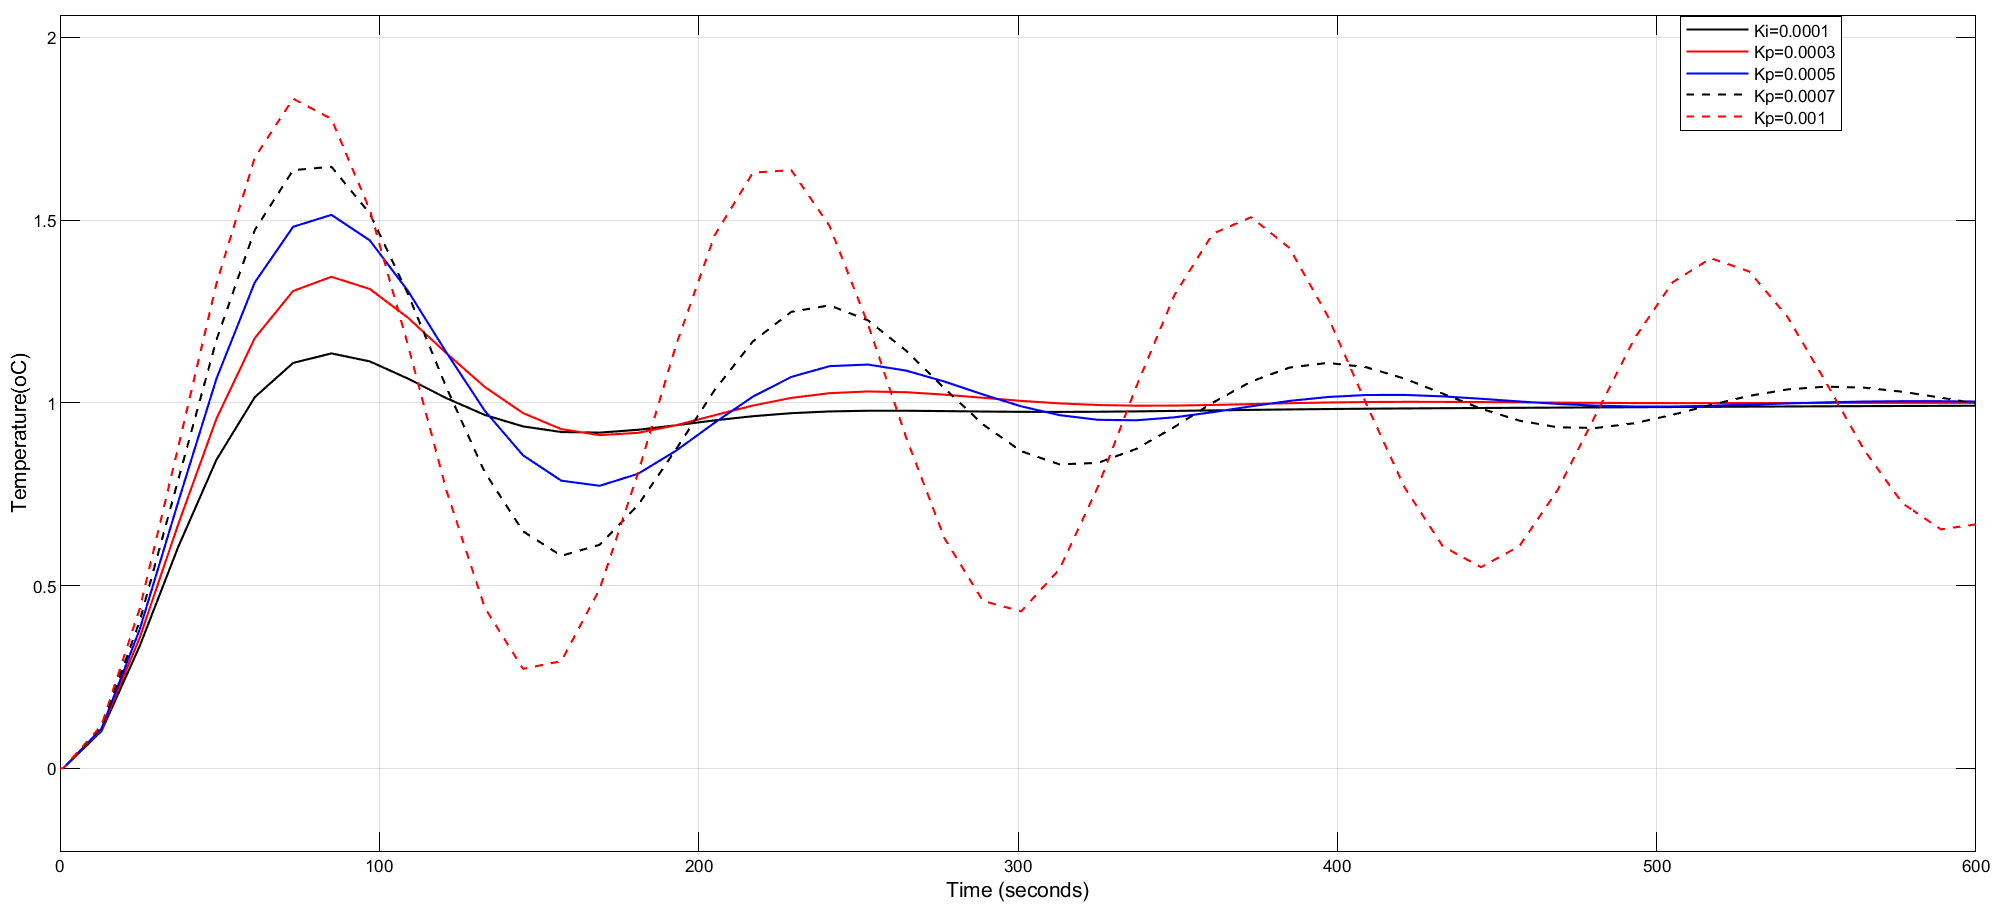 Ki=0.0001
Kp=0.0003
Kp=0.0005
Kp=0.0007
Kp=0.001
2
1.5
1
0.5
0
Temperatureure(oC)
0 100 200 300 400 500 600
Time (seconds)